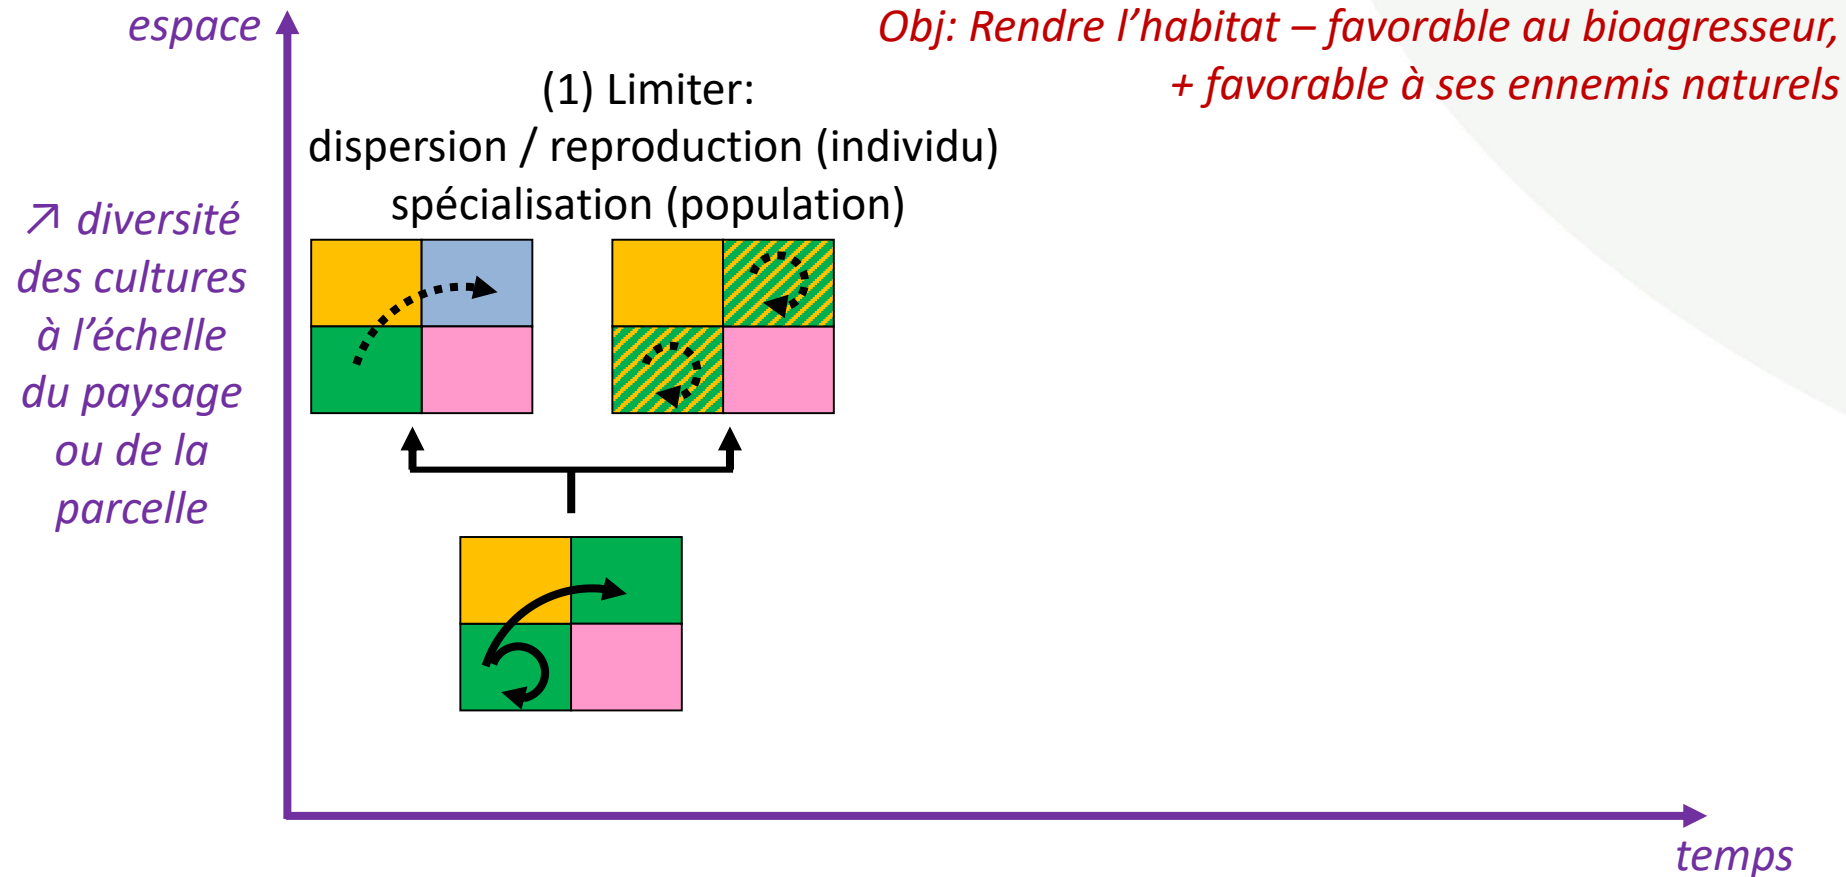 espace
Obj: Rendre l’habitat – favorable au bioagresseur,
+ favorable à ses ennemis naturels
(1) Limiter:
dispersion / reproduction (individu)
spécialisation (population)
↗ diversité
des cultures
à l’échelle
du paysage
ou de la
parcelle
temps